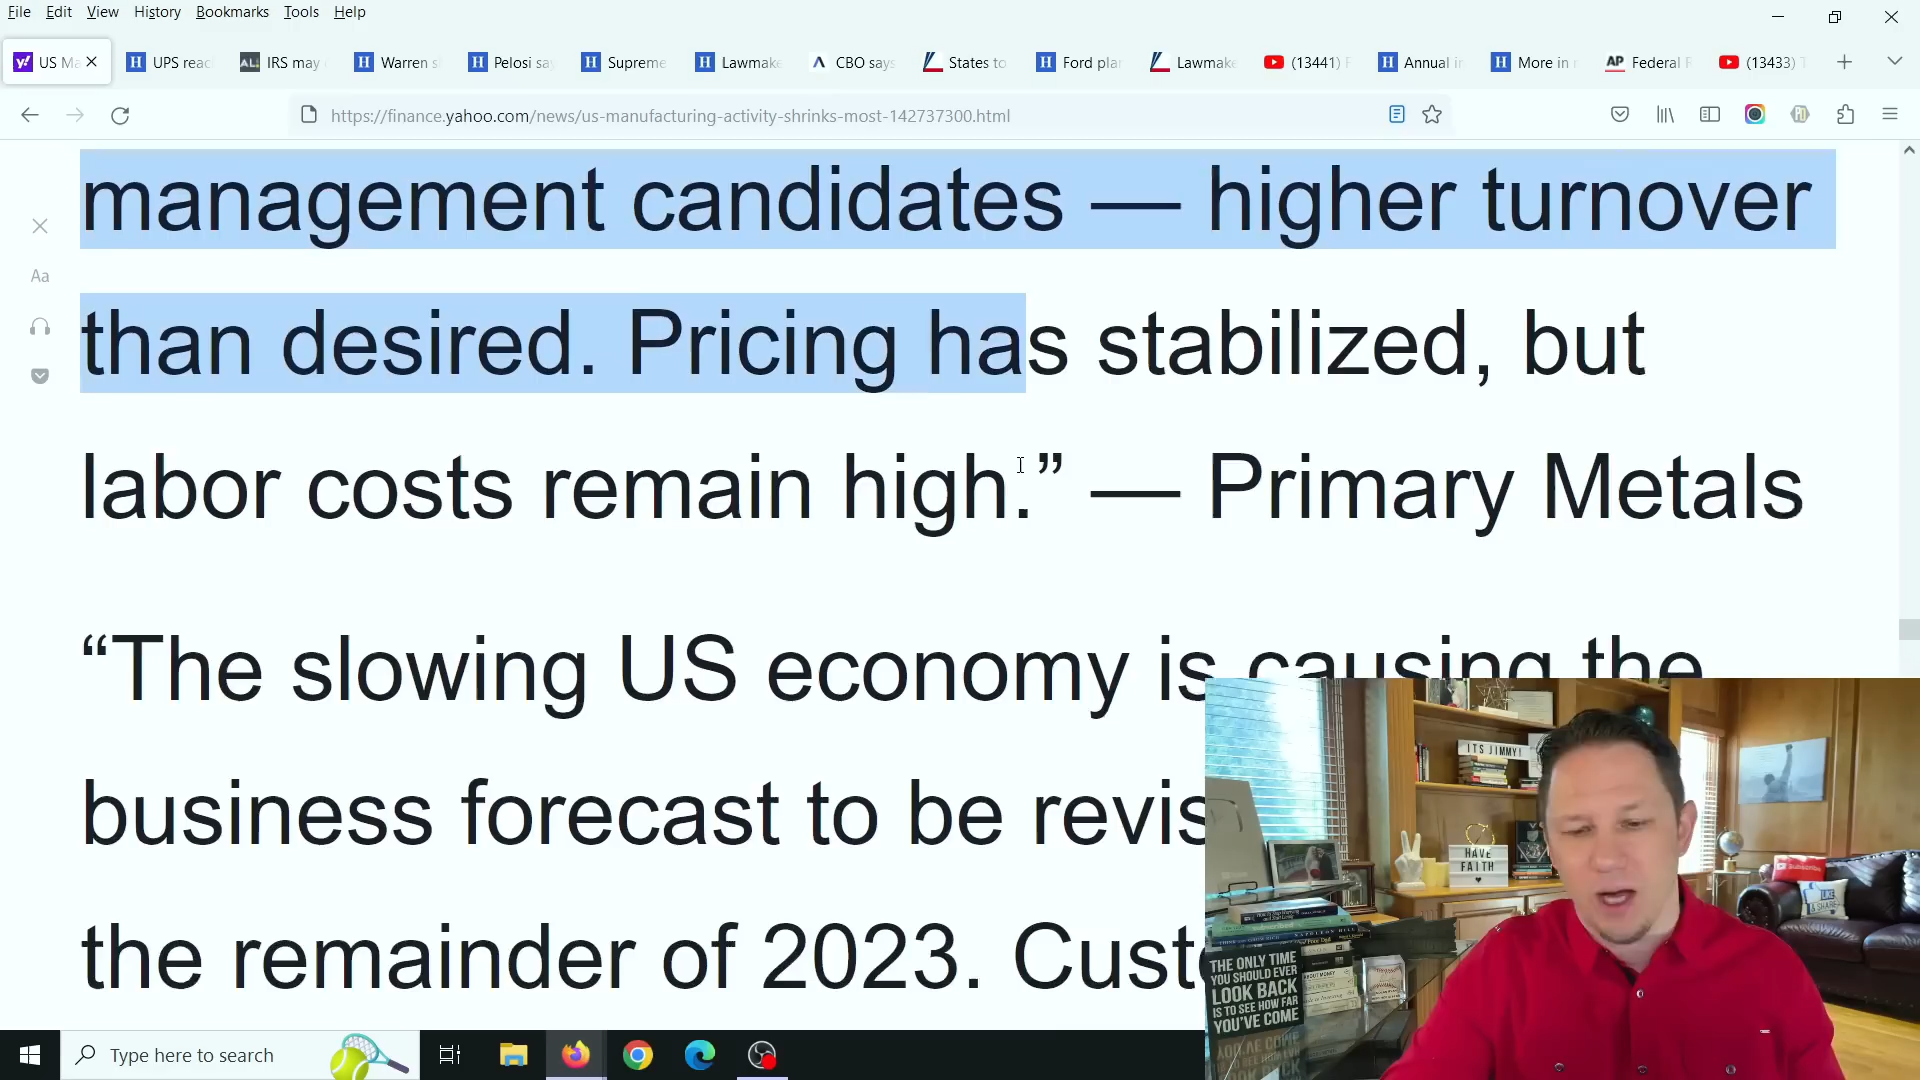 File Edit View History Bookmarks Tools Help
US Ma
UPS reac
IRS may
Warren s
Pelosi sa
Supreme
Lawmake
CBO says
States to
Ford pla
Lawmake
(13441) F
Annual i
More in
AP Federal R
(13433) T
https://finance.yahoo.com/news/us-manufacturing-activity-shrinks-most-142737300.html
Aa
management candidates — higher turnover
than desired. Pricing has stabilized, but
labor costs remain high.” — Primary Metals
“The slowing US economy is causing the
business forecast to be revis
the remainder of 2023. Custo
ITS JIMMY!
HAVE
FAITH
THE ONLY TIME
YOU SHOULD EVER
LOOK BACK
IS TO SEE HOW FAR
YOU'VE COME
Type here to search